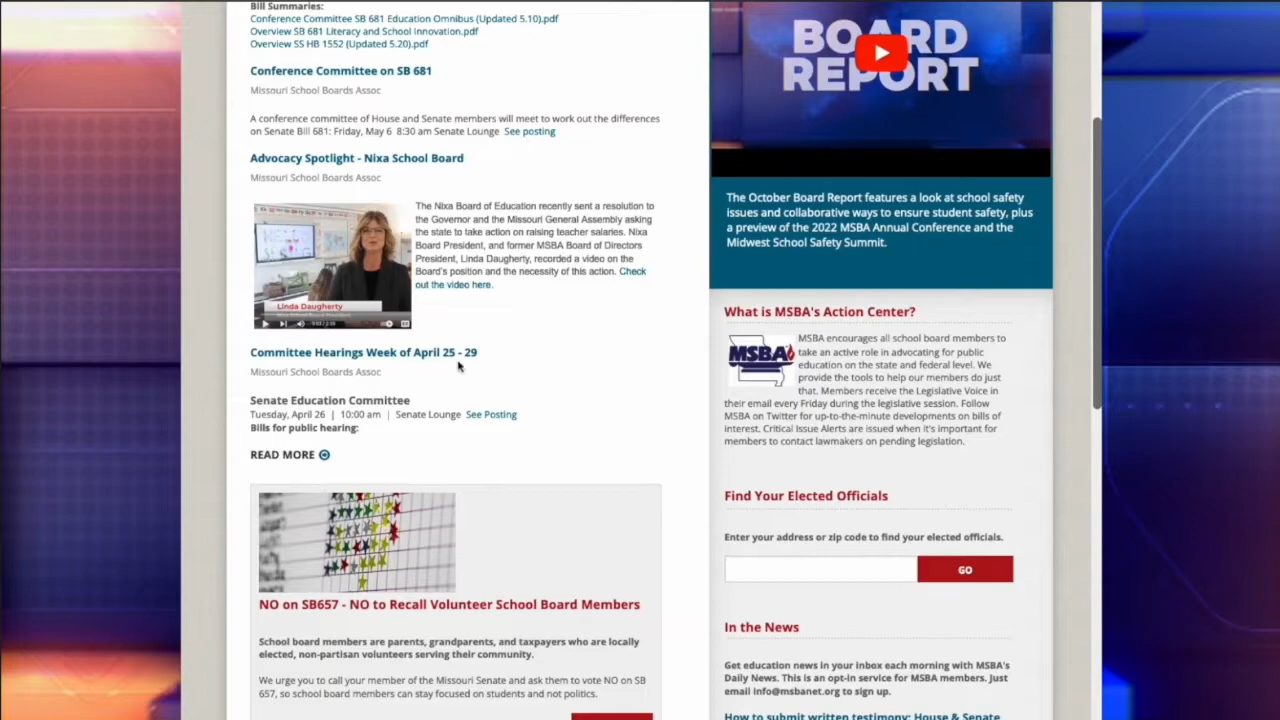 Bill Summaries:
Conference Committee SB 681 Education Omnibus (Updated 5.10).pdf
Overview SB 681 Literacy and School Innovation.pdf
Overview SS HB 1552 (Updated 5.20).pdf
Conference Committee on SB 681
Missouri School Boards Assoc
A conference committee of House and Senate members will meet to work out the differences
on Senate Bill 681: Friday, May 6 8:30 am Senate Lounge See posting
Advocacy Spotlight - Nixa School Board
Missouri School Boards Assoc
The Nixa Board of Education recently sent a resolution to
the Governor and the Missouri General Assembly asking
the state to take action on raising teacher salaries. Nixa
Board President, and former MSBA Board of Directors
President, Linda Daugherty, recorded a video on the
Board's position and the necessity of this action. Check
out the video here.
Linda Daugherty
Committee Hearings Week of April 25 - 29
Missouri School Boards Assoc
Senate Education Committee
Tuesday, April 26 | 10:00 am | Senate Lounge See Posting
Bills for public hearing:
READ MORE
NO on SB657 - NO to Recall Volunteer School Board Members
School board members are parents, grandparents, and taxpayers who are locally
elected, non-partisan volunteers serving their community.
We urge you to call your member of the Missouri Senate and ask them to vote NO on SB
657, so school board members can stay focused on students and not politics.
BOARD
REPORT
The October Board Report features a look at school safety
issues and collaborative ways to ensure student safety, plus
a preview of the 2022 MSBA Annual Conference and the
Midwest School Safety Summit.
What is MSBA's Action Center?
MSBA
MSBA encourages all school board members to
take an active role in advocating for public
education on the state and federal level. We
provide the tools to help our members do just
that. Members receive the Legislative Voice in
their email every Friday during the legislative session. Follow
MSBA on Twitter for up-to-the-minute developments on bills of
interest. Critical Issue Alerts are issued when it's important for
members to contact lawmakers on pending legislation.
Find Your Elected Officials
Enter your address or zip code to find your elected officials.
GO
In the News
Get education news in your inbox each morning with MSBA's
Daily News. This is an opt-in service for MSBA members. Just
email info@msbanet.org to sign up.
How to submit written testimony: House & Senate